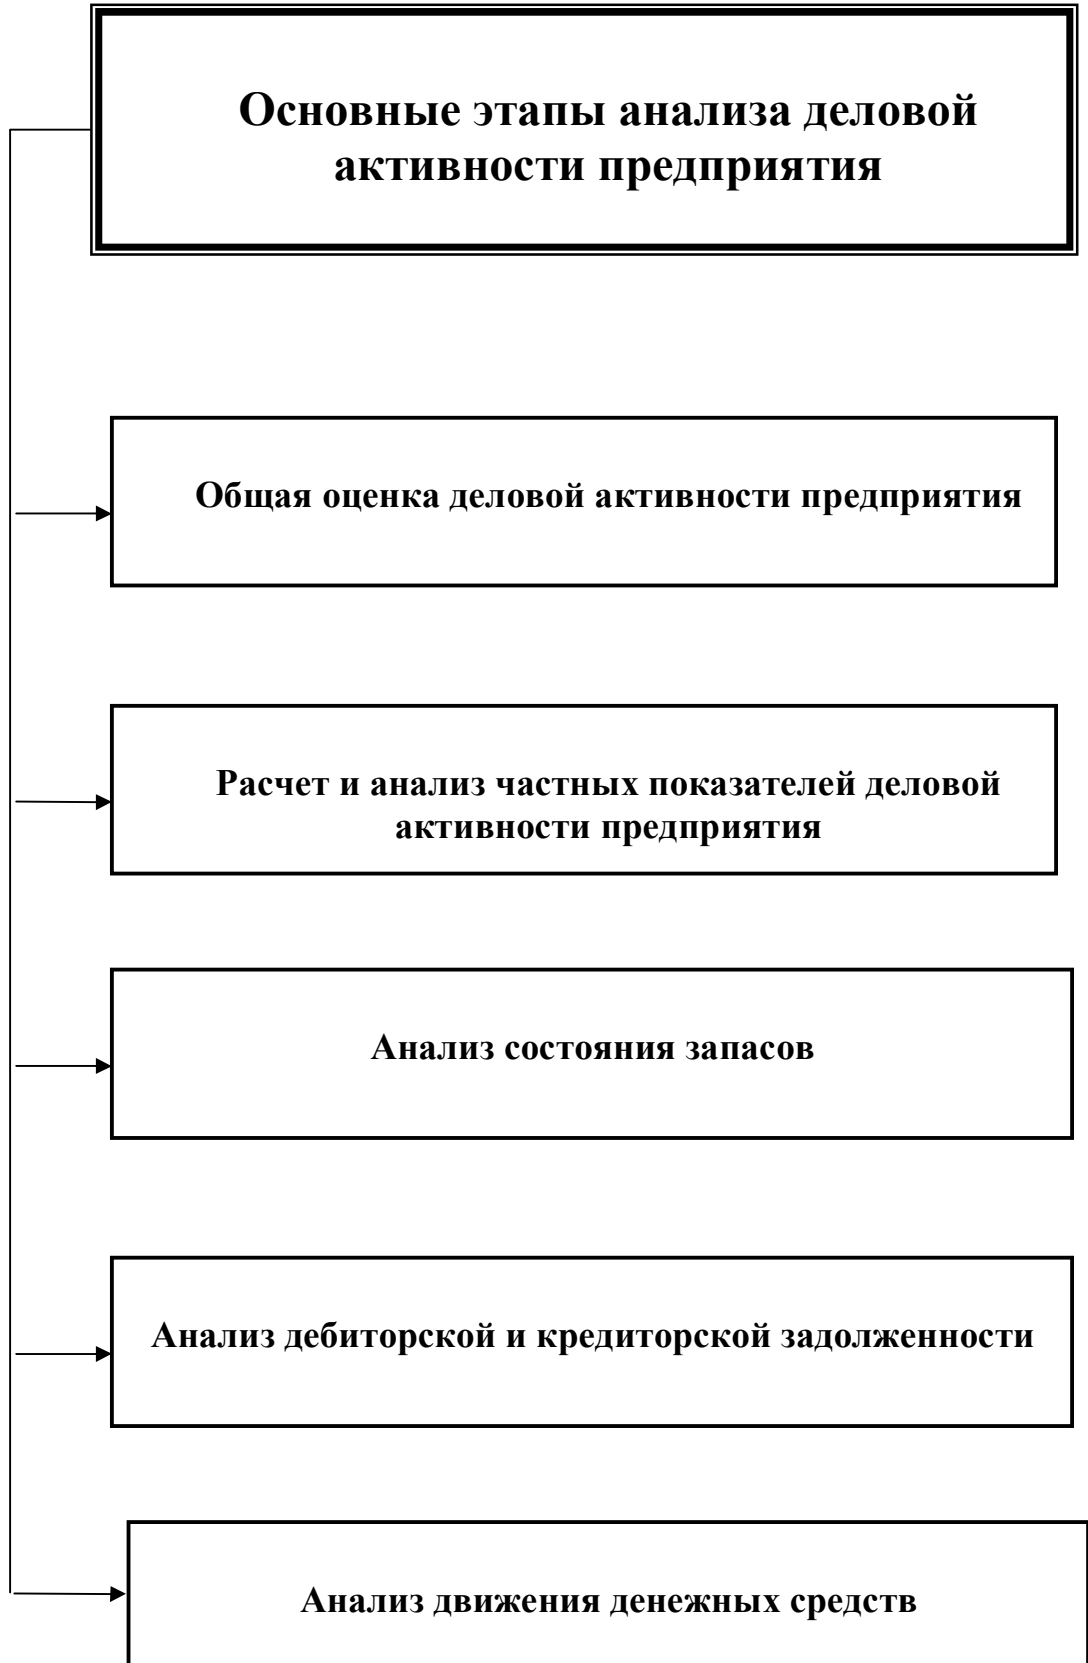 Основные этапы анализа деловой
активности предприятия
Общая оценка деловой активности предприятия
Расчет и анализ частных показателей деловой
активности предприятия
Анализ состояния запасов
Анализ дебиторской и кредиторской задолженности
Анализ движения денежных средств